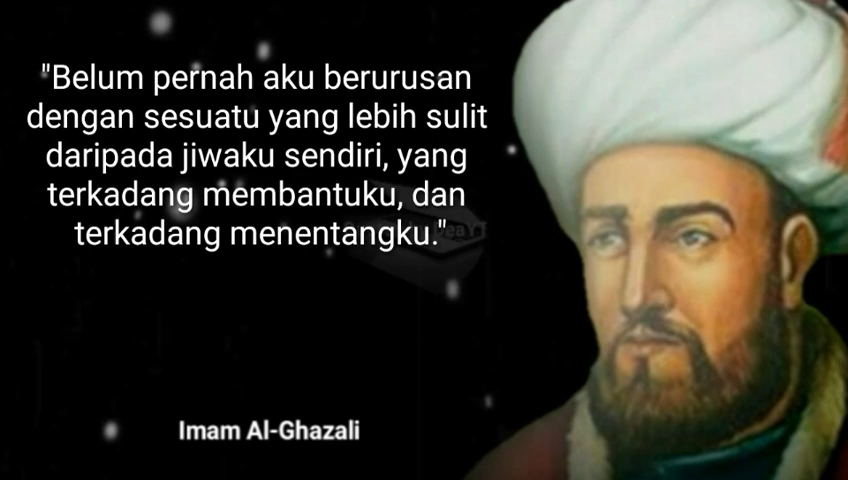 "Belum pernah aku berurusan
dengan sesuatu yang lebih sulit
daripada jiwaku sendiri, yang
terkadang membantuku, dan
terkadang menentangku."
Imam Al-Ghazali